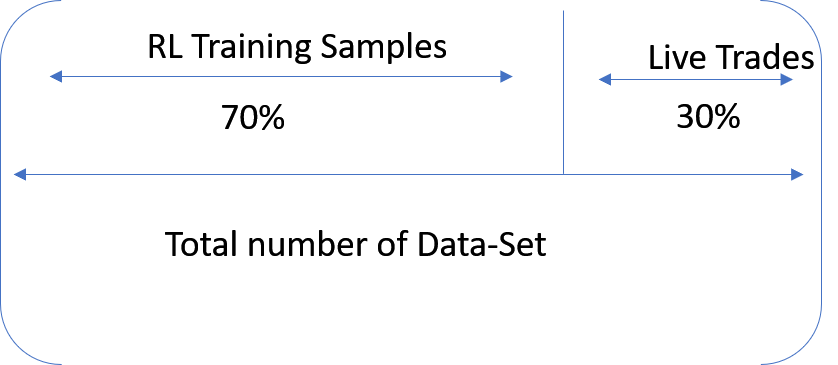 RL Training Samples
Live Trades
70%
30%
Total number of Data-Set